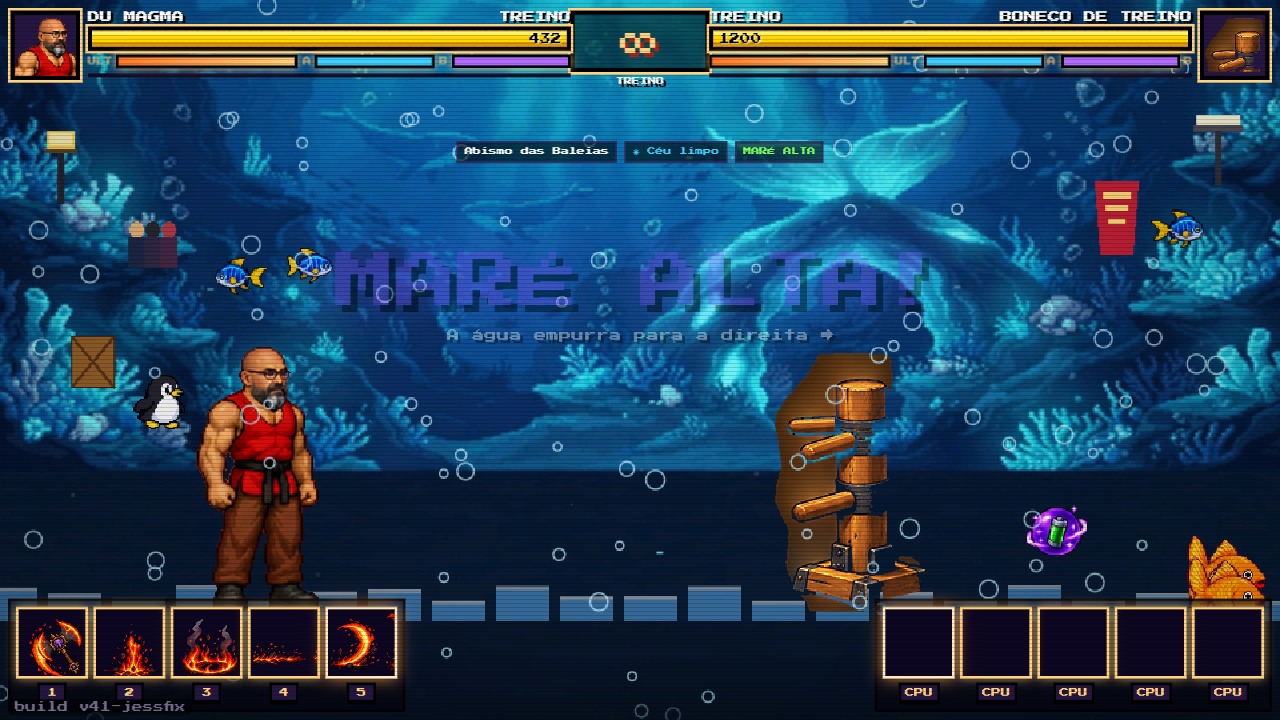 DU MAGMA
TREINO
TREINO
BONECO DE TREINO
432
1200
ULT
A
B
ULT
A
B
TREINO
Abismo das Baleias
Céu limpo
MARé ALTA
MARé ALTA!
A água empurra para a direita →
1
2
3
4
5
CPU
CPU
CPU
CPU
CPU
build v41-jessfix